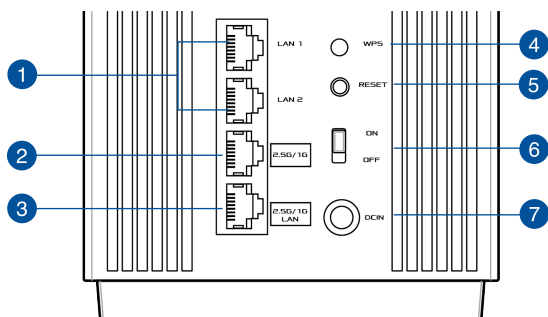 1
LAN 1
LAN 2
2
2.5G/1G
3
2.5G/1G
LAN
WPS
4
RESET
5
ON
OFF
6
DCIN
7